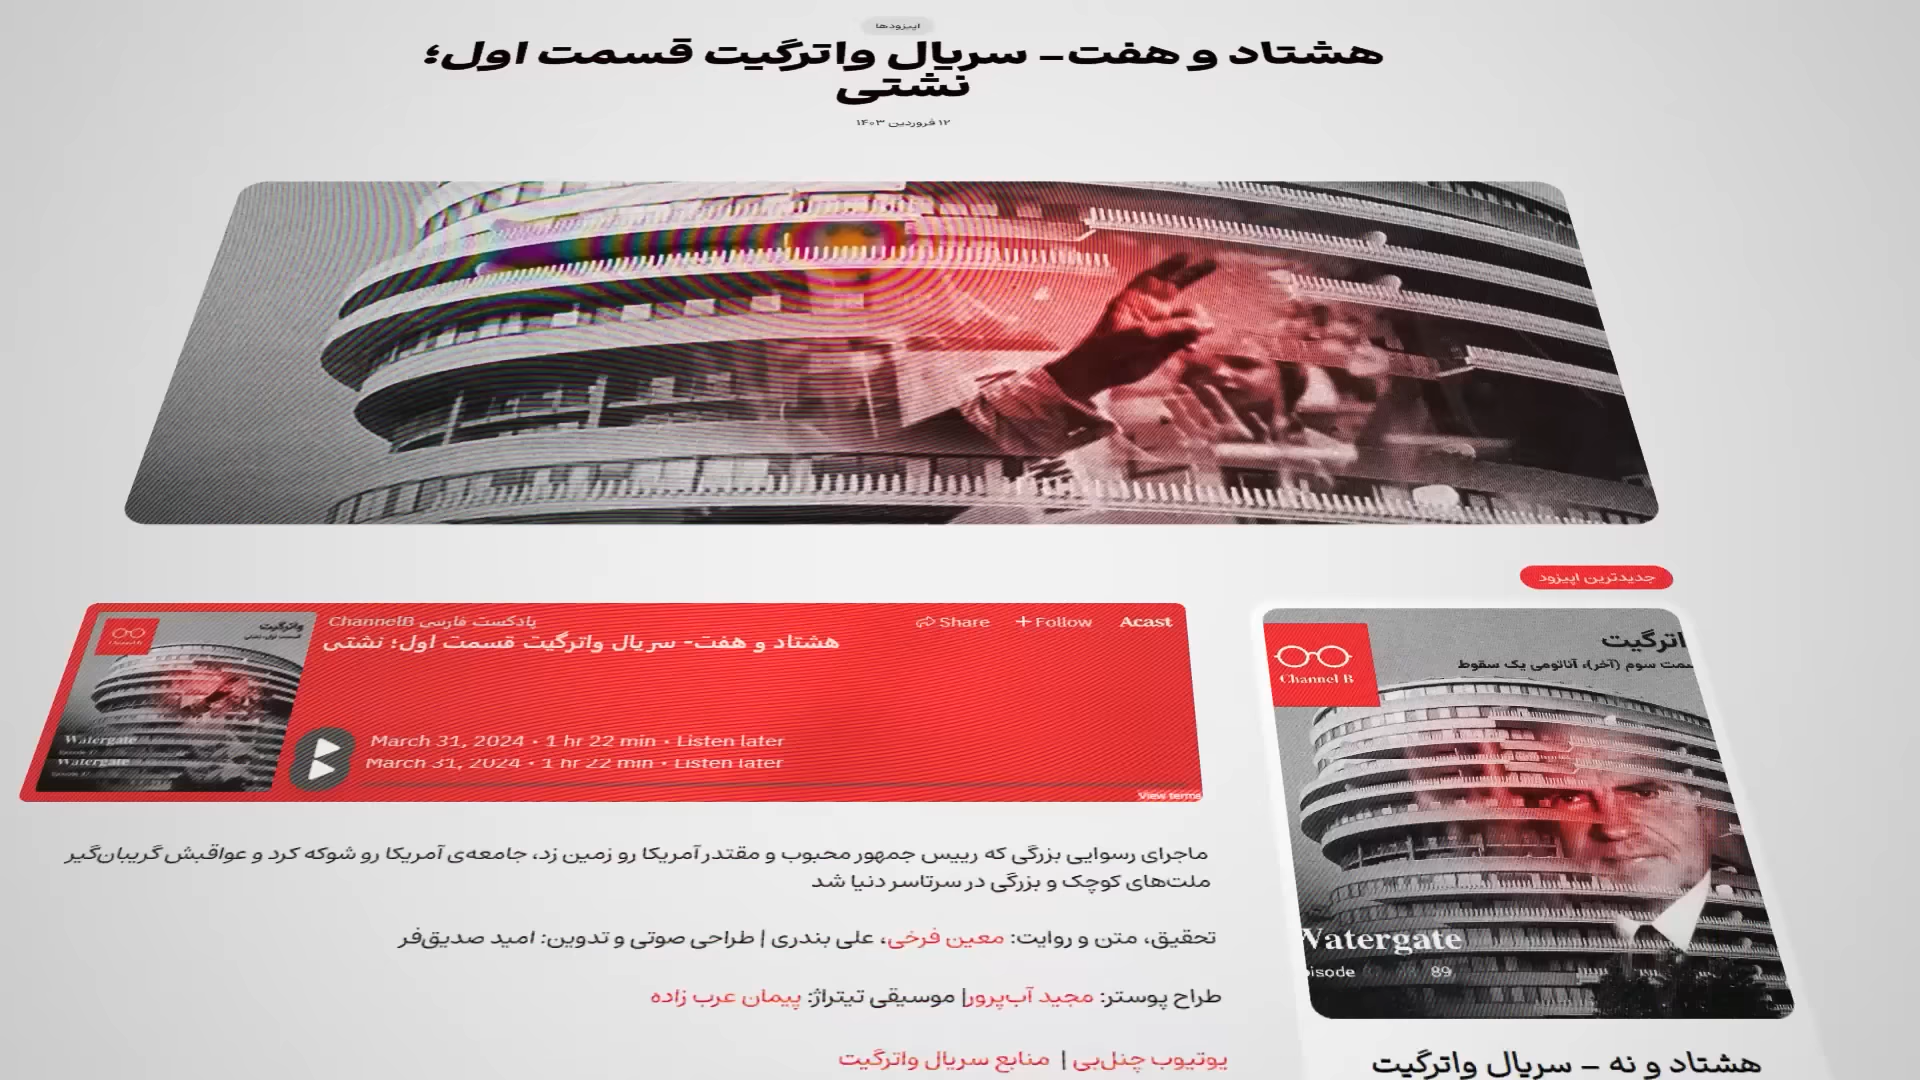 اپیزودها
هشتاد و هفت– سریال واترگیت قسمت اول؛
نشتی
۱۲ فروردین ۱۴۰۳
جدیدترین اپیزود
پادکست فارسی ChannelB
Share
Follow
Acast
هشتاد و هفت- سریال واترگیت قسمت اول؛ نشتی
واترگیت
قسمت اول: نشتی
Channel B
Watergate
Watergate
March 31, 2024 • 1 hr 22 min • Listen later
March 31, 2024 • 1 hr 22 min • Listen later
View terms
ماجرای رسوایی بزرگی که رییس جمهور محبوب و مقتدر آمریکا رو زمین زد، جامعه‌ی آمریکا رو شوکه کرد و عواقبش گریبان‌گیر
ملت‌های کوچک و بزرگی در سرتاسر دنیا شد
تحقیق، متن و روایت: معین فرخی، علی بندری | طراحی صوتی و تدوین: امید صدیق‌فر
طراح پوستر: مجید آب‌پرور| موسیقی تیتراژ: پیمان عرب زاده
یوتیوب چنل‌بی | منابع سریال واترگیت
اترگیت
سمت سوم (آخر)، آناتومی یک سقوط
Channel B
Watergate
isode 89
هشتاد و نه – سریال واترگیت